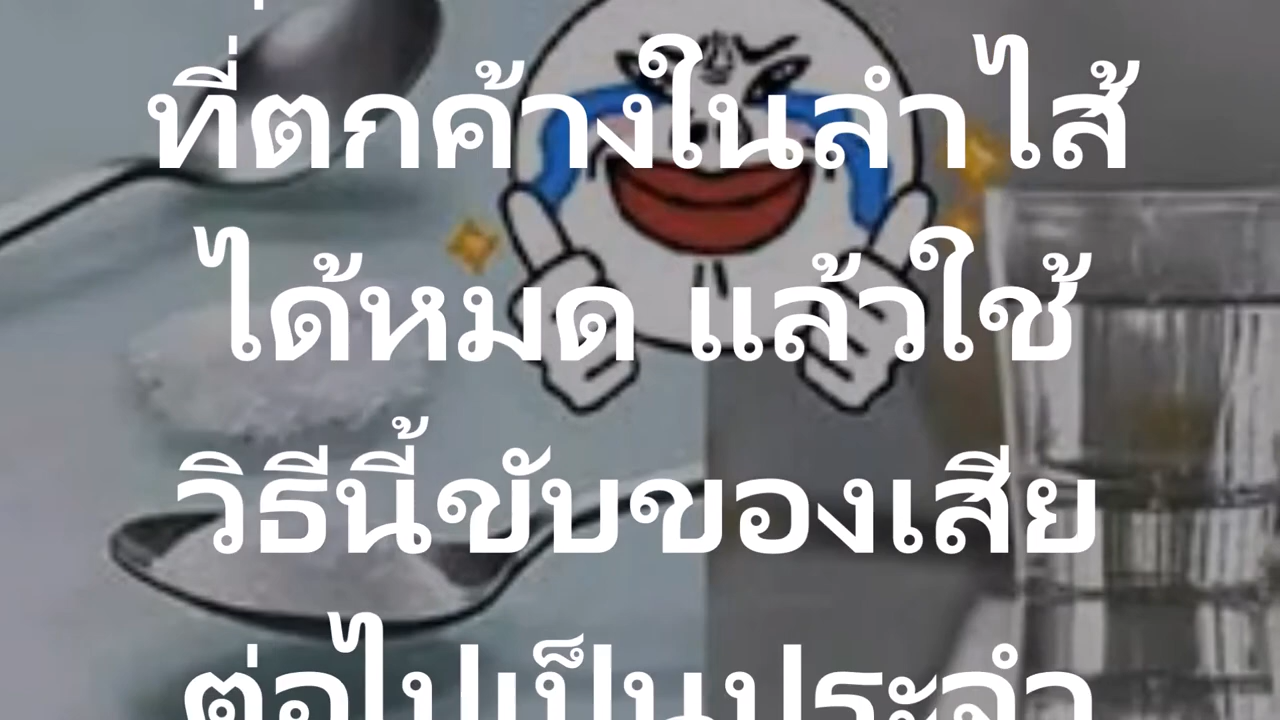 ที่ตกค้างในลำไส้
ได้หมด แล้วใช้
วิธีนี้ขับของเสีย
ต่อไปเป็นประจำ